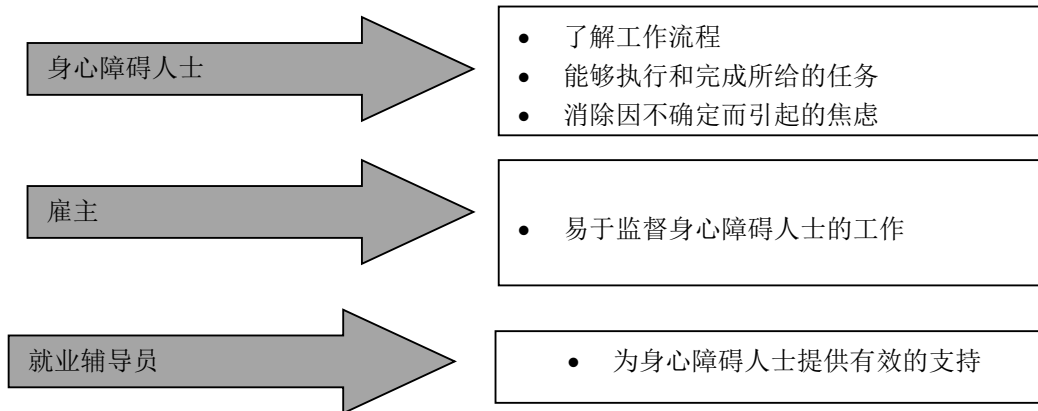 身心障碍人士
• 了解工作流程
• 能够执行和完成所给的任务
• 消除因不确定而引起的焦虑
雇主
• 易于监督身心障碍人士的工作
就业辅导员
• 为身心障碍人士提供有效的支持